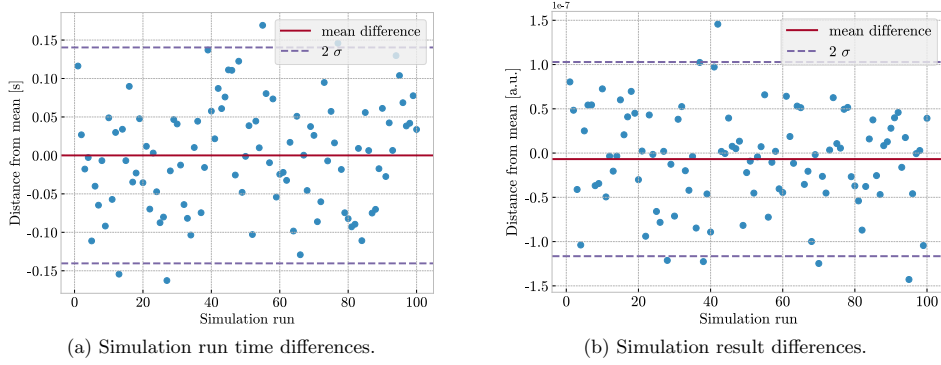 0.15
0.10
0.05
0.00
-0.05
-0.10
-0.15
Distance from mean [s]
0 20 40 60 80 100
Simulation run
mean difference
2 σ
(a) Simulation run time differences.
1e-7
1.5
1.0
0.5
0.0
-0.5
-1.0
-1.5
Distance from mean [a.u.]
0 20 40 60 80 100
Simulation run
mean difference
2 σ
(b) Simulation result differences.